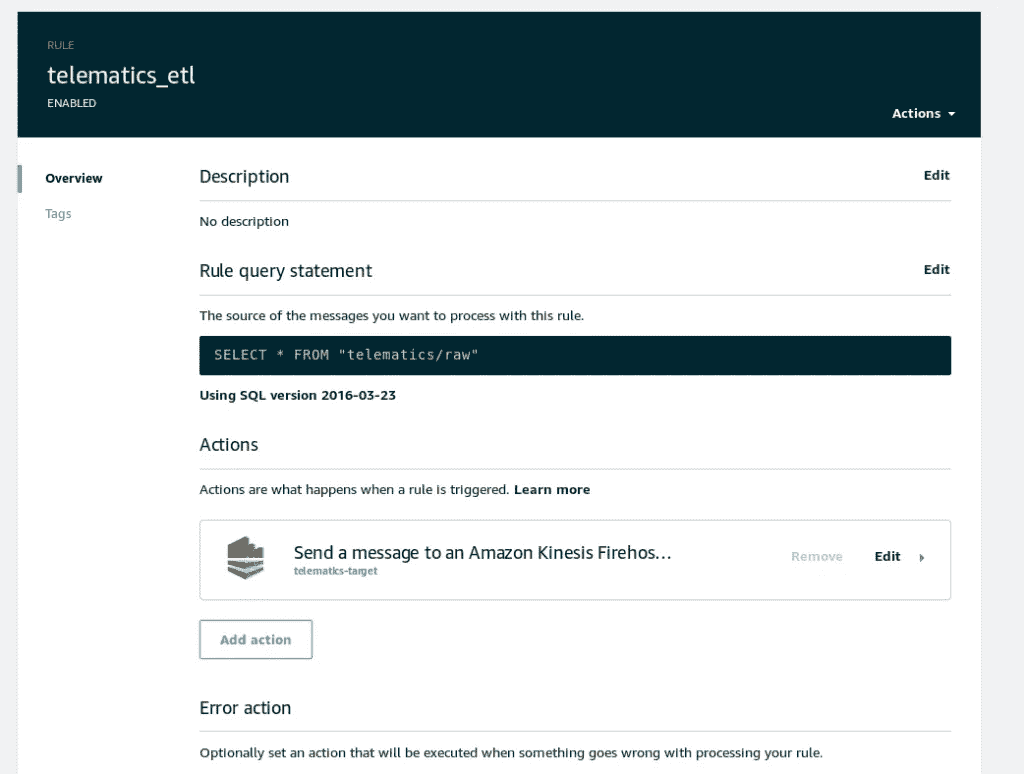 RULE
telematics_etl
ENABLED
Actions
Overview
Tags
Description
Edit
No description
Rule query statement
Edit
The source of the messages you want to process with this rule.
SELECT * FROM "telematics/raw"
Using SQL version 2016-03-23
Actions
Actions are what happens when a rule is triggered. Learn more
Send a message to an Amazon Kinesis Firehos...
telematics-target
Remove
Edit
Add action
Error action
Optionally set an action that will be executed when something goes wrong with processing your rule.